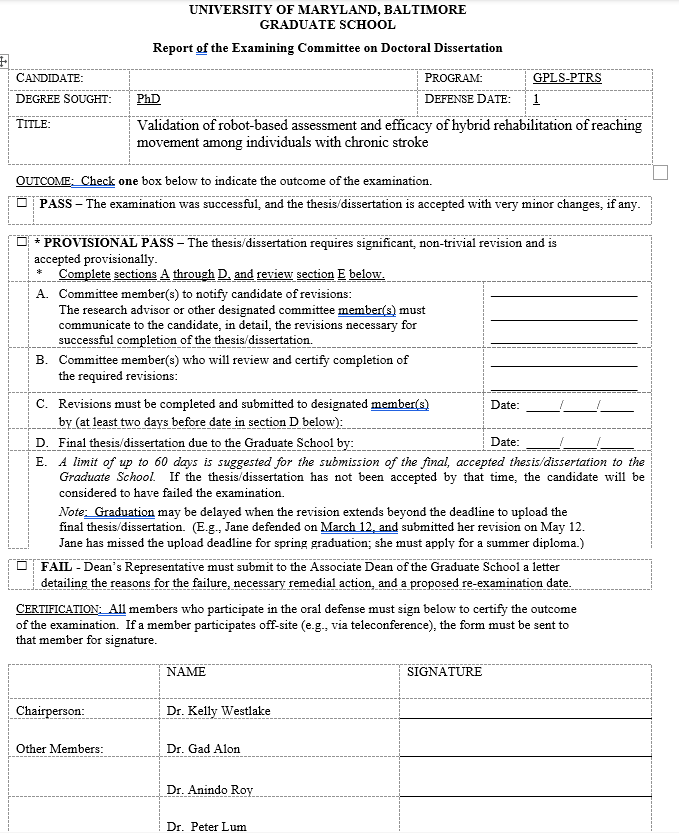 UNIVERSITY OF MARYLAND, BALTIMORE
GRADUATE SCHOOL
Report of the Examining Committee on Doctoral Dissertation
CANDIDATE: PROGRAM: GPLS-PTRS
DEGREE SOUGHT: PhD DEFENSE DATE: 1
TITLE: Validation of robot-based assessment and efficacy of hybrid rehabilitation of reaching
movement among individuals with chronic stroke
OUTCOME: Check one box below to indicate the outcome of the examination.
☐ PASS – The examination was successful, and the thesis/dissertation is accepted with very minor changes, if any.
☐ * PROVISIONAL PASS – The thesis/dissertation requires significant, non-trivial revision and is
accepted provisionally.
* Complete sections A through D, and review section E below.
A. Committee member(s) to notify candidate of revisions:
The research advisor or other designated committee member(s) must
communicate to the candidate, in detail, the revisions necessary for
successful completion of the thesis/dissertation.
B. Committee member(s) who will review and certify completion of
the required revisions:
C. Revisions must be completed and submitted to designated member(s) Date: _____/_____/_____
by (at least two days before date in section D below):
D. Final thesis/dissertation due to the Graduate School by: Date: _____/_____/_____
E. A limit of up to 60 days is suggested for the submission of the final, accepted thesis/dissertation to the
Graduate School. If the thesis/dissertation has not been accepted by that time, the candidate will be
considered to have failed the examination.
Note: Graduation may be delayed when the revision extends beyond the deadline to upload the
final thesis/dissertation. (E.g., Jane defended on March 12, and submitted her revision on May 12.
Jane has missed the upload deadline for spring graduation; she must apply for a summer diploma.)
☐ FAIL - Dean’s Representative must submit to the Associate Dean of the Graduate School a letter
detailing the reasons for the failure, necessary remedial action, and a proposed re-examination date.
CERTIFICATION: All members who participate in the oral defense must sign below to certify the outcome
of the examination. If a member participates off-site (e.g., via teleconference), the form must be sent to
that member for signature.
NAME SIGNATURE
Chairperson: Dr. Kelly Westlake
Other Members: Dr. Gad Alon
Dr. Anindo Roy
Dr. Peter Lum